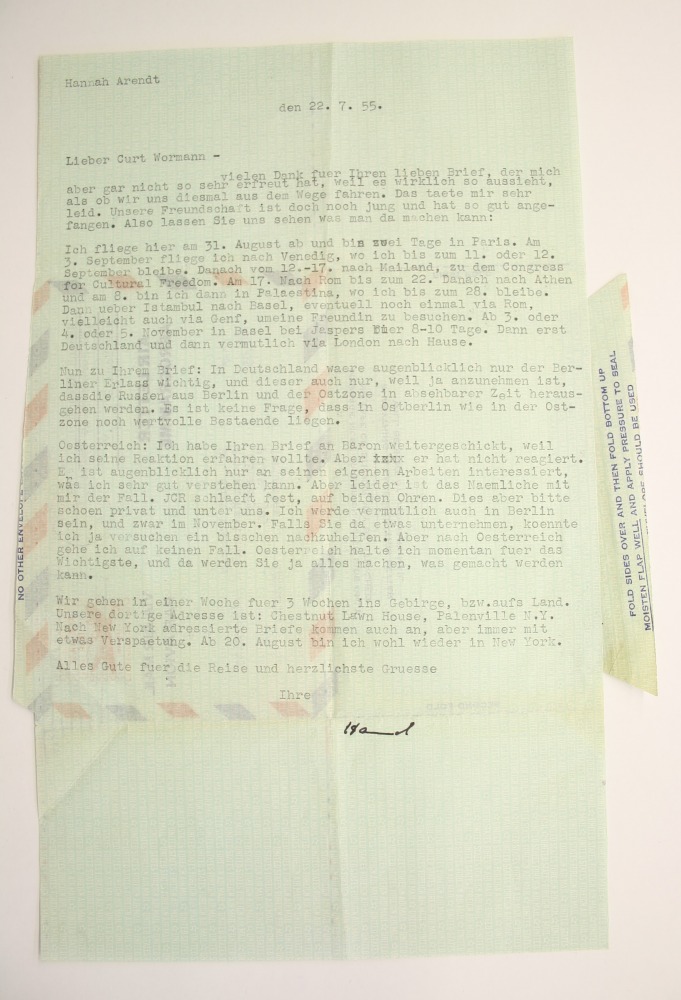 Hannah Arendt
den 22. 7. 55.
Lieber Curt Wormann -
vielen Dank fuer Ihren lieben Brief, der mich
aber gar nicht so sehr erfreut hat, weil es wirklich so aussieht,
als ob wir uns diesmal aus dem Wege fahren. Das taete mir sehr
leid. Unsere Freundschaft ist doch noch jung und hat so gut ange-
fangen. Also lassen Sie uns sehen was man da machen kann:
Ich fliege hier am 31. August ab und bin zwei Tage in Paris. Am
3. September fliege ich nach Venedig, wo ich bis zum 11. oder 12.
September bleibe. Danach vom 12.-17. nach Mailand, zu dem Congress
for Cultural Freedom. Am 17. Nach Rom bis zum 22. Danach nach Athen
und am 8. bin ich dann in Palaestina, wo ich bis zum 28. bleibe.
Dann ueber Istambul nach Basel, eventuell noch einmal via Rom,
vielleicht auch via Genf, umeine Freundin zu besuchen. Ab 3. oder
4. oder 5. November in Basel bei Jaspers fuer 8-10 Tage. Dann erst
Deutschland und dann vermutlich via London nach Hause.
Nun zu Ihrem Brief: In Deutschland waere augenblicklich nur der Ber-
liner Erlass wichtig, und dieser auch nur, weil ja anzunehmen ist,
dassdie Russen aus Berlin und der Ostzone in absehbarer Zeit heraus-
gehen werden. Es ist keine Frage, dass in Ostberlin wie in der Ost-
zone noch wertvolle Bestaende liegen.
Oesterreich: Ich habe Ihren Brief an Baron weitergeschickt, weil
ich seine Reaktion erfahren wollte. Aber xxxx er hat nicht reagiert.
Er ist augenblicklich nur an seinen eigenen Arbeiten interessiert,
was ich sehr gut verstehen kann. Aber leider ist das Naemliche mit
mir der Fall. JCR schlaeft fest, auf beiden Ohren. Dies aber bitte
schoen privat und unter uns. Ich werde vermutlich auch in Berlin
sein, und zwar im November. Falls Sie da etwas unternehmen, koennte
ich ja versuchen ein bisschen nachzuhelfen. Aber nach Oesterreich
gehe ich auf keinen Fall. Oesterreich halte ich momentan fuer das
Wichtigste, und da werden Sie ja alles machen, was gemacht werden
kann.
Wir gehen in einer Woche fuer 3 Wochen ins Gebirge, bzw.aufs Land.
Unsere dortige Adresse ist: Chestnut Lawn House, Palenville N.Y.
Nach New York adressierte Briefe kommen auch an, aber immer mit
etwas Verspaetung. Ab 20. August bin ich wohl wieder in New York.
Alles Gute fuer die Reise und herzlichste Gruesse
Ihre
NO OTHER ENVELOPE
FOLD SIDES OVER AND THEN FOLD BOTTOM UP
MOISTEN FLAP WELL AND APPLY PRESSURE TO SEAL
SHOULD BE USED